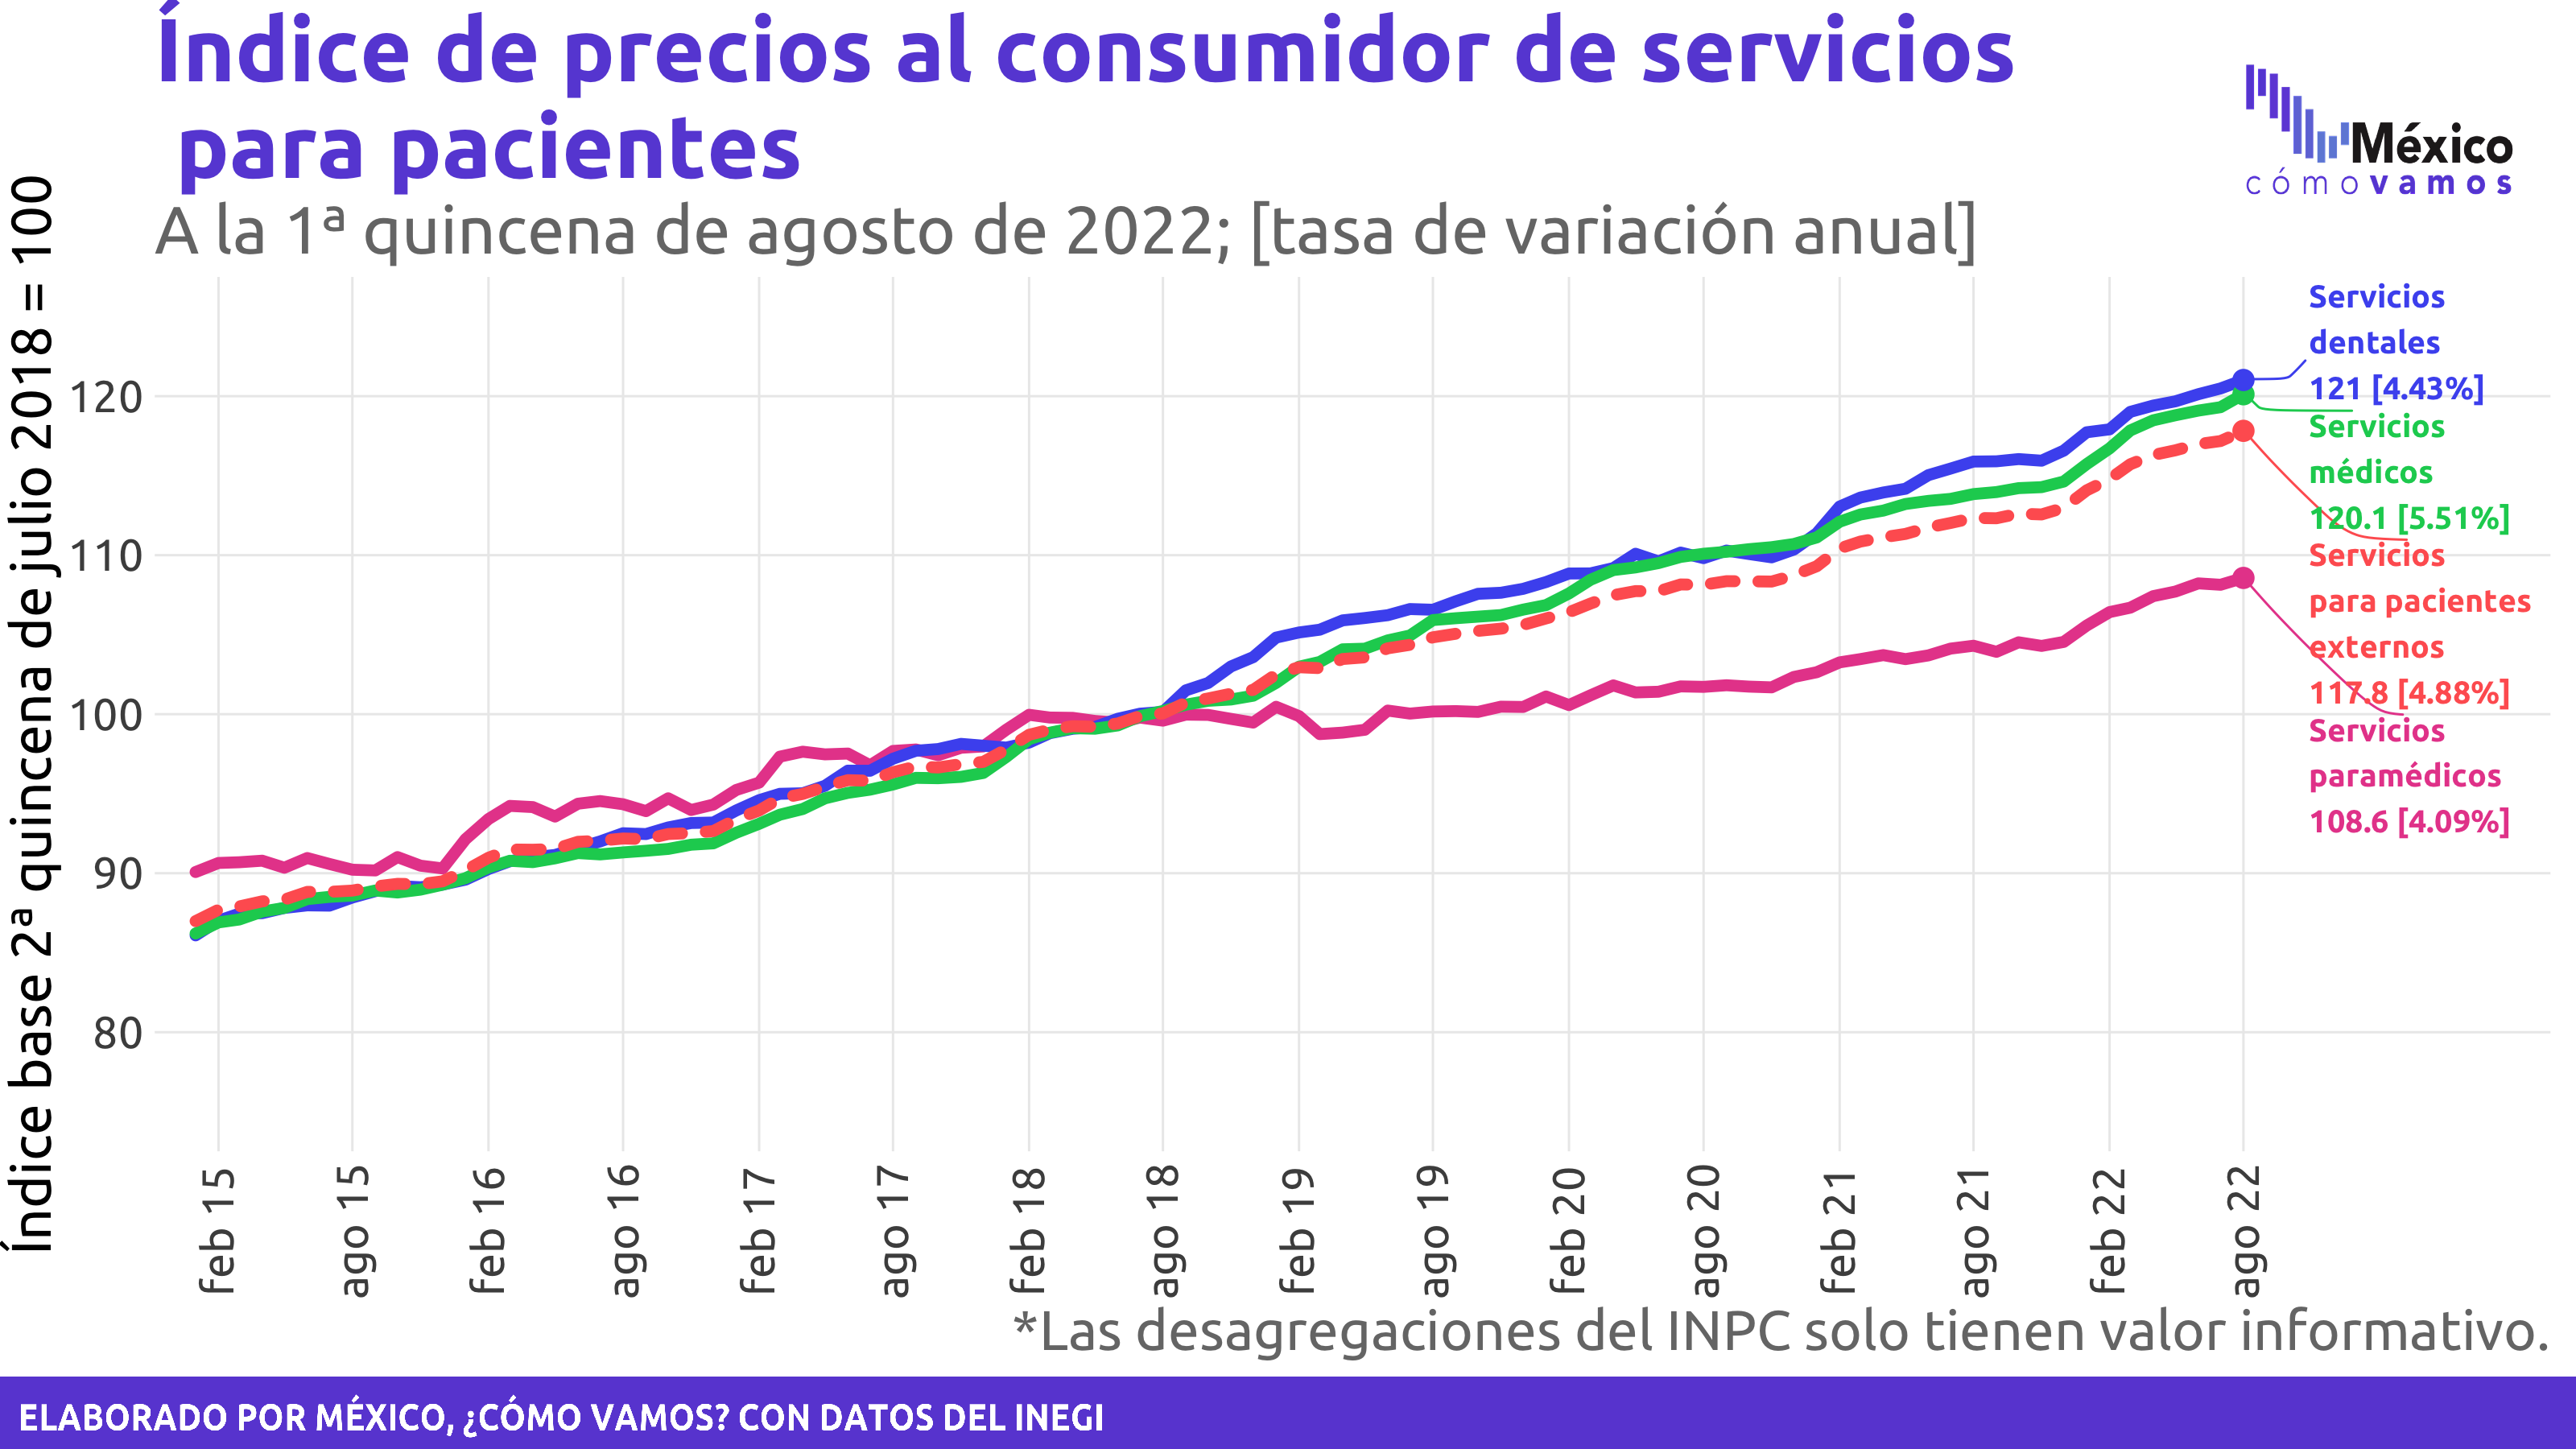 Índice de precios al consumidor de servicios
para pacientes
A la 1ª quincena de agosto de 2022; [tasa de variación anual]
México
cómo vamos
Índice base 2ª quincena de julio 2018 = 100
120
110
100
90
80
Servicios
dentales
121 [4.43%]
Servicios
médicos
120.1 [5.51%]
Servicios
para pacientes
externos
117.8 [4.88%]
Servicios
paramédicos
108.6 [4.09%]
feb 15
ago 15
feb 16
ago 16
feb 17
ago 17
feb 18
ago 18
feb 19
ago 19
feb 20
ago 20
feb 21
ago 21
feb 22
ago 22
*Las desagregaciones del INPC solo tienen valor informativo.
ELABORADO POR MÉXICO, ¿CÓMO VAMOS? CON DATOS DEL INEGI